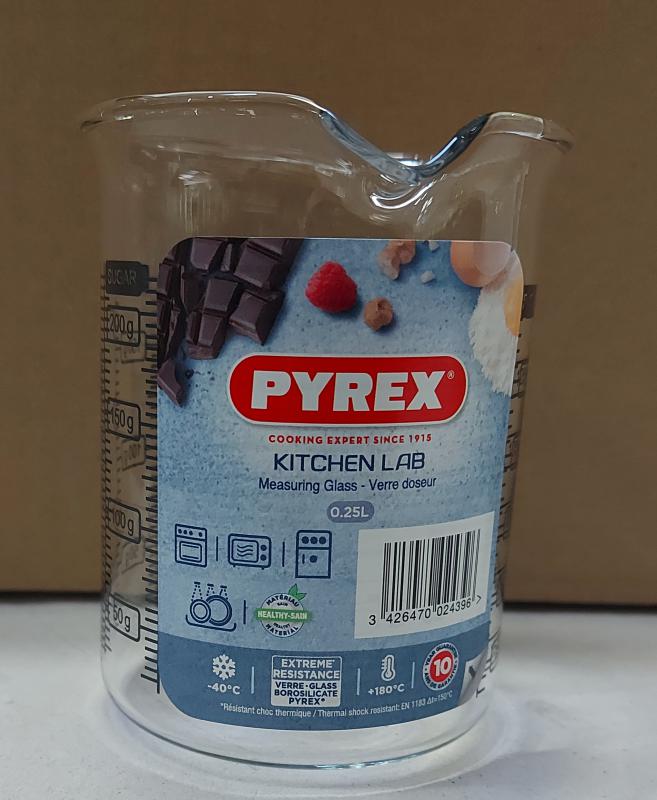 SUGAR
200g
150g
100g
50g
PYREX®
COOKING EXPERT SINCE 1915
KITCHEN LAB
Measuring Glass - Verre doseur
0.25L
MATÉRIAU
SAIN
HEALTHY-SAIN
HEALTHY
MATERIAL
3 426470 024396 >
-40°C
EXTREME*
RESISTANCE
VERRE-GLASS
BOROSILICATE
PYREX®
+180°C
10
*Résistant choc thermique / Thermal shock resistant: EN 1183 Δt=150°C